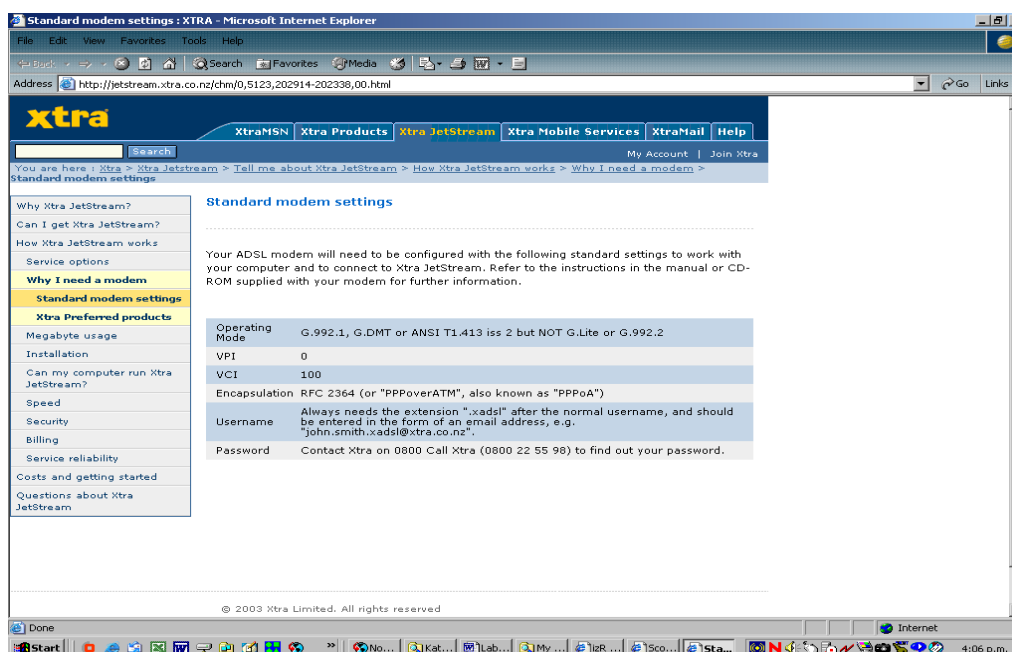 Standard modem settings : XTRA - Microsoft Internet Explorer
File Edit View Favorites Tools Help
Back Search Favorites Media
Address http://jetstream.xtra.co.nz/chm/0,5123,202914-202338,00.html Go Links
xtra
XtraMSN Xtra Products Xtra JetStream Xtra Mobile Services XtraMail Help
Search
My Account | Join Xtra
You are here : Xtra > Xtra Jetstream > Tell me about Xtra JetStream > How Xtra JetStream works > Why I need a modem >
Standard modem settings
Why Xtra JetStream?
Can I get Xtra JetStream?
How Xtra JetStream works
Service options
Why I need a modem
Standard modem settings
Xtra Preferred products
Megabyte usage
Installation
Can my computer run Xtra
JetStream?
Speed
Security
Billing
Service reliability
Costs and getting started
Questions about Xtra
JetStream
Standard modem settings
Your ADSL modem will need to be configured with the following standard settings to work with
your computer and to connect to Xtra JetStream. Refer to the instructions in the manual or CD-
ROM supplied with your modem for further information.
Operating
Mode
G.992.1, G.DMT or ANSI T1.413 iss 2 but NOT G.Lite or G.992.2
VPI 0
VCI 100
Encapsulation RFC 2364 (or "PPPoverATM", also known as "PPPoA")
Username
Always needs the extension ".xadsl" after the normal username, and should
be entered in the form of an email address, e.g.
"john.smith.xadsl@xtra.co.nz".
Password Contact Xtra on 0800 Call Xtra (0800 22 55 98) to find out your password.
© 2003 Xtra Limited. All rights reserved
Done Internet
Start » No... Kat... Lab... My ... Sco... Sta... 4:06 p.m.